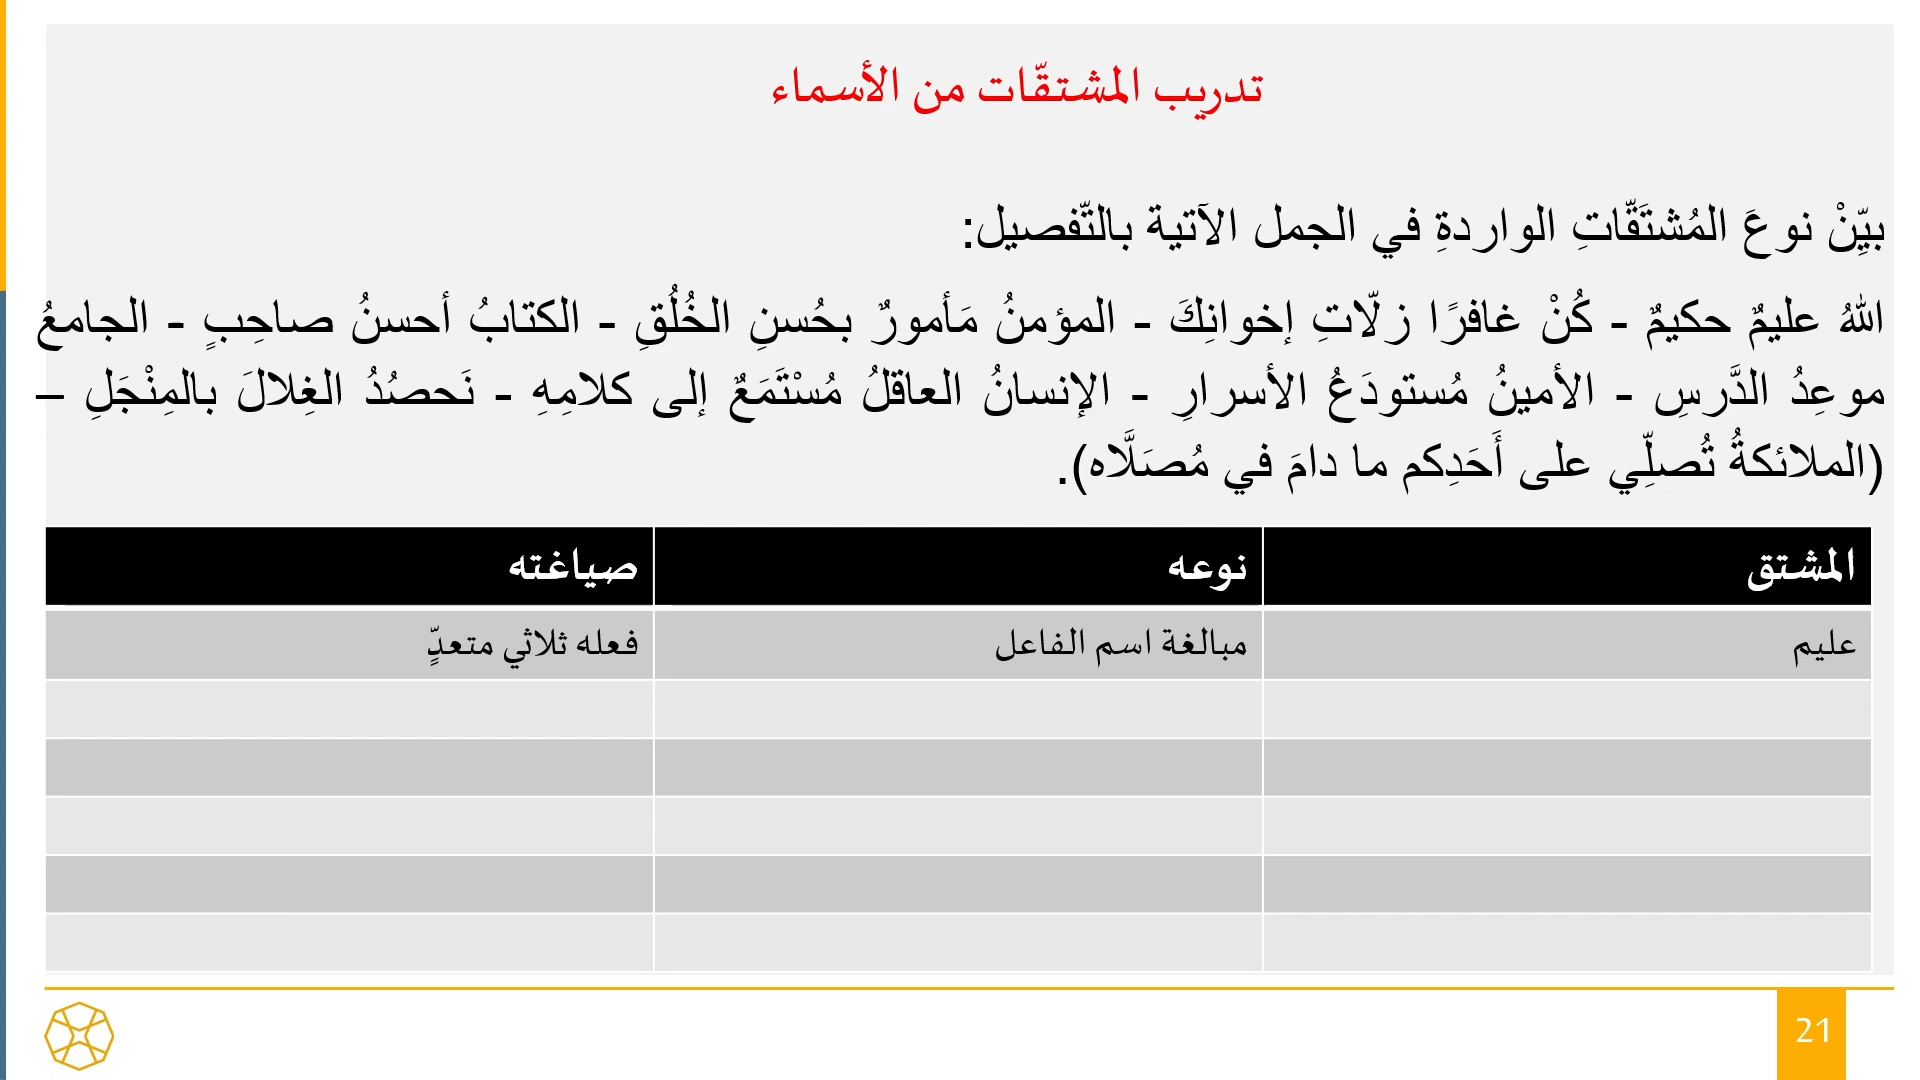 تدريب المشتقّات من الأسماء
بيِّنْ نوعَ المُشتَقّاتِ الواردةِ في الجمل الآتية بالتّفصيل:
اللهُ عليمٌ حكيمٌ - كُنْ غافرًا زلّاتِ إخوانِكَ - المؤمنُ مَأمورٌ بحُسنِ الخُلُقِ - الكتابُ أحسنُ صاحِبٍ - الجامعُ
موعِدُ الدَّرسِ - الأمينُ مُستودَعُ الأسرارِ - الإنسانُ العاقلُ مُسْتَمَعٌ إلى كلامِهِ - نَحصُدُ الغِلالَ بالمِنْجَلِ –
(الملائكةُ تُصلِّي على أَحَدِكم ما دامَ في مُصَلَّاه).
المشتق نوعه صياغته
عليم مبالغة اسم الفاعل فعله ثلاثي متعدٍّ
21